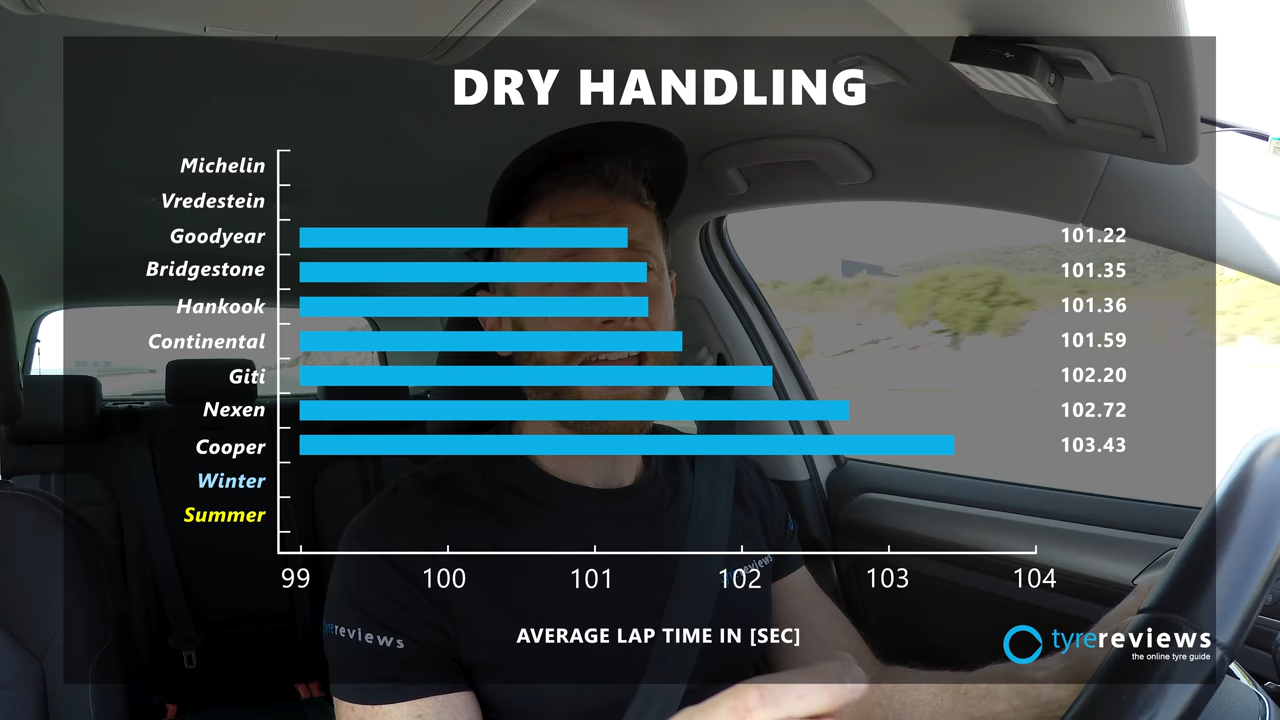 DRY HANDLING
Michelin
Vredestein
Goodyear 101.22
Bridgestone 101.35
Hankook 101.36
Continental 101.59
Giti 102.20
Nexen 102.72
Cooper 103.43
Winter
Summer
99 100 101 102 103 104
AVERAGE LAP TIME IN [SEC]
tyrereviews
the online tyre guide
tyrereviews
reviews